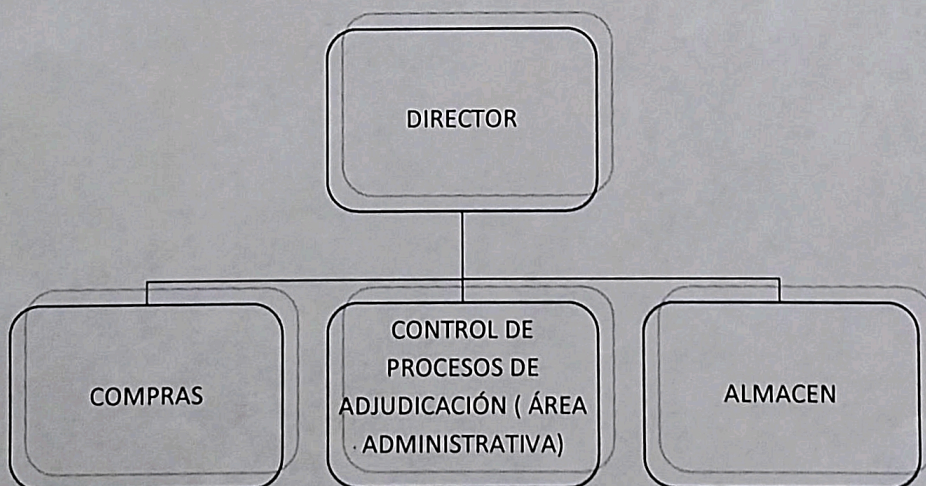 DIRECTOR
COMPRAS
CONTROL DE
PROCESOS DE
ADJUDICACIÓN ( ÁREA
ADMINISTRATIVA)
ALMACEN